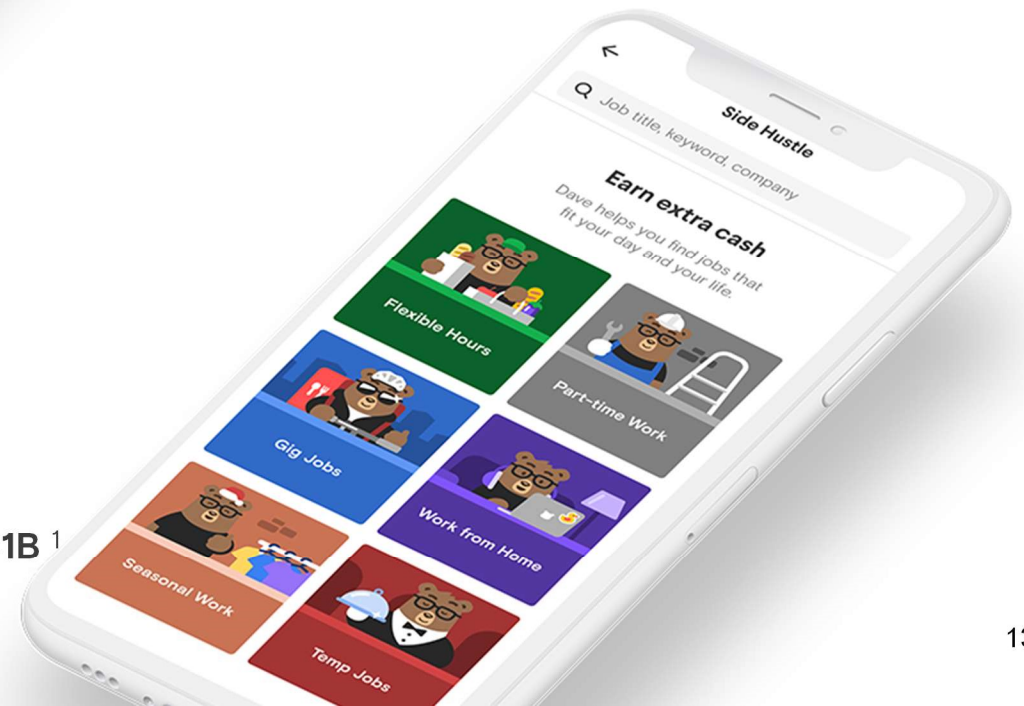 Side Hustle
Job title, keyword, company
Earn extra cash
Dave helps you find jobs that
fit your day and your life.
Flexible Hours
Part-time Work
Gig Jobs
Work from Home
Seasonal Work
Temp Jobs
1B 1
13